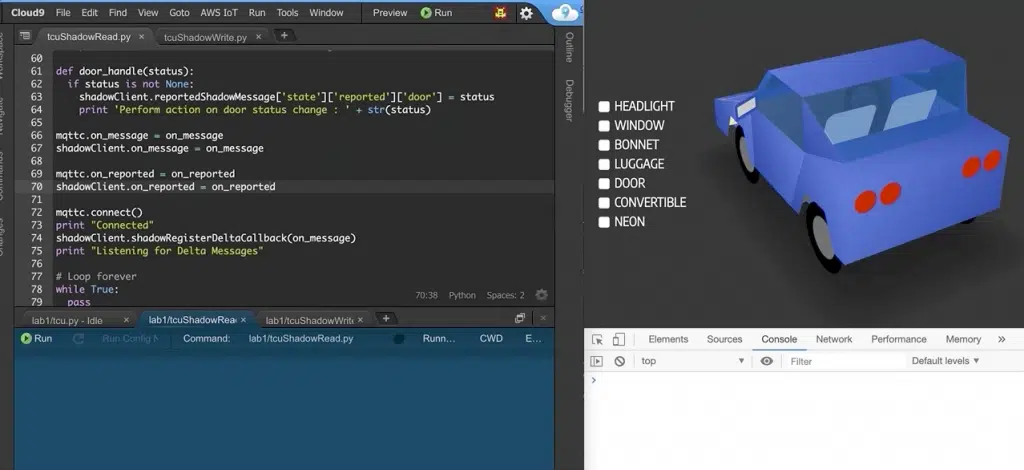 Cloud9 File Edit Find View Goto AWS IoT Run Tools Window Preview Run
tcuShadowRead.py × tcuShadowWrite.py ×
60
61 def door_handle(status):
62   if status is not None:
63     shadowClient.reportedShadowMessage['state']['reported']['door'] = status
64     print 'Perform action on door status change : ' + str(status)
65
66 mqttc.on_message = on_message
67 shadowClient.on_message = on_message
68
69 mqttc.on_reported = on_reported
70 shadowClient.on_reported = on_reported
71
72 mqttc.connect()
73 print "Connected"
74 shadowClient.shadowRegisterDeltaCallback(on_message)
75 print "Listening for Delta Messages"
76
77 # Loop forever
78 while True:
79   pass
70:38 Python Spaces: 2
Outline
Debugger
lab1/tcu.py - Idle × lab1/tcuShadowRea × lab1/tcuShadowWrit ×
Run Run Config N Command: lab1/tcuShadowRead.py Runn... CWD E...
HEADLIGHT
WINDOW
BONNET
LUGGAGE
DOOR
CONVERTIBLE
NEON
Elements Sources Console Network Performance Memory »
top ▼ Filter Default levels ▼
>